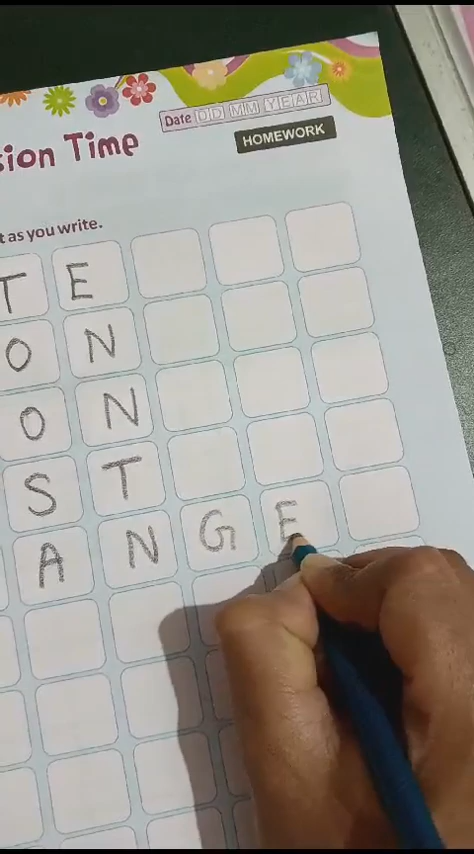 Date DD MM YEAR
HOMEWORK
sion Time
t as you write.
T E
O N
O N
S T
A N G E